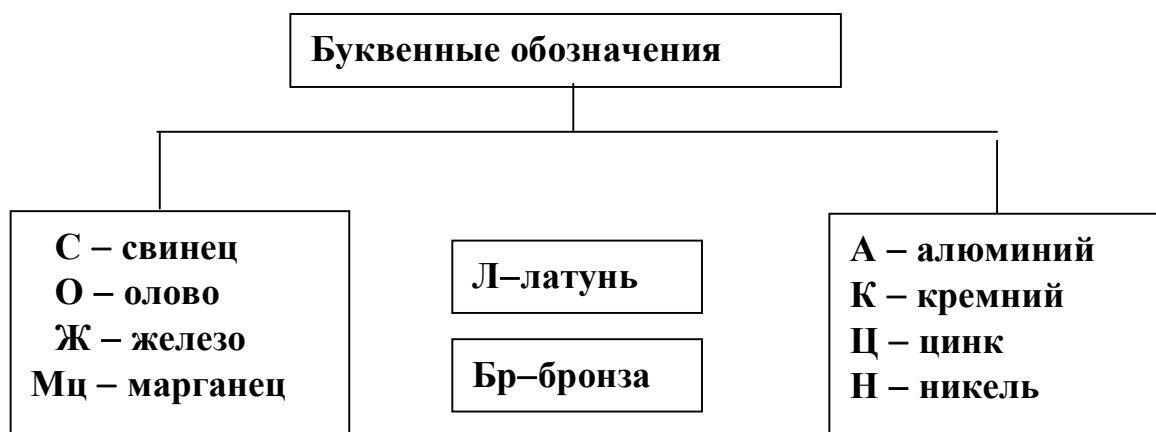 Буквенные обозначения
С – свинец
О – олово
Ж – железо
Мц – марганец
Л–латунь
Бр–бронза
А – алюминий
К – кремний
Ц – цинк
Н – никель